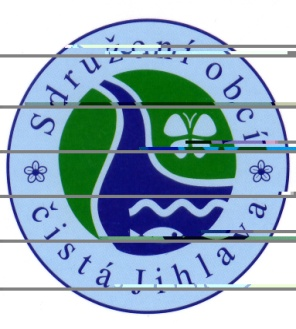 Sdružení obcí
čistá Jihlava